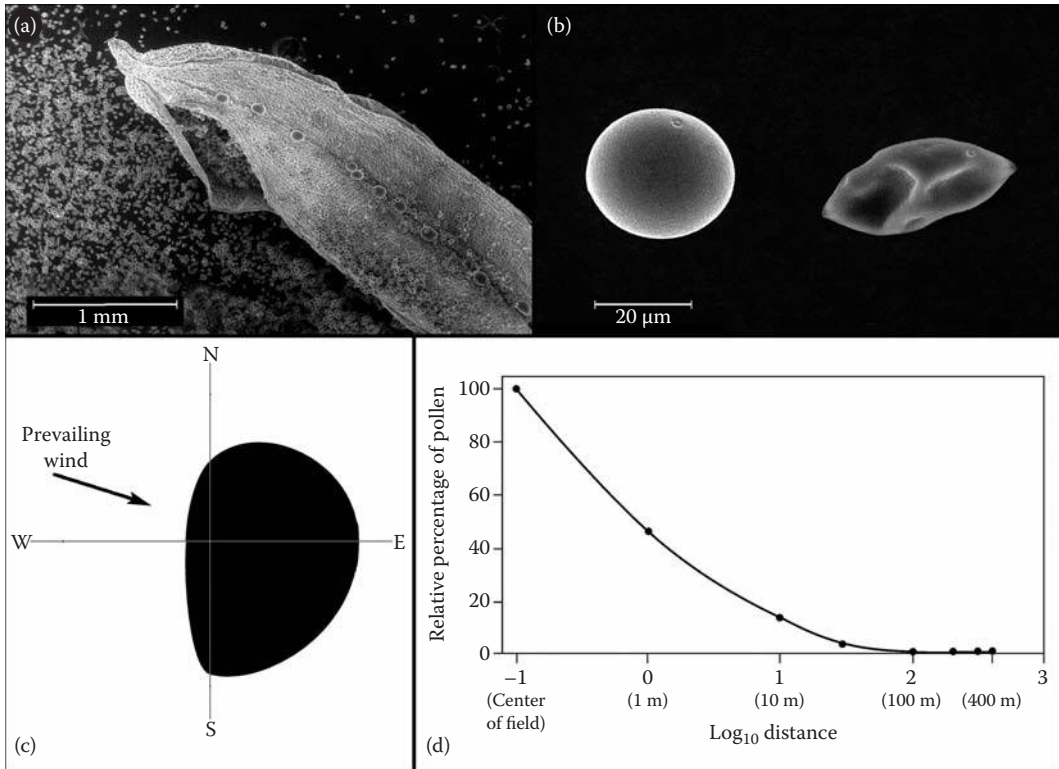 (a)
1 mm
(b)
20 μm
N
Prevailing
wind
W
E
S
(c)
Relative percentage of pollen
100
80
60
40
20
0
−1
0
1
2
3
(Center
of field)
(1 m)
(10 m)
(100 m)
(400 m)
Log₁₀ distance
(d)